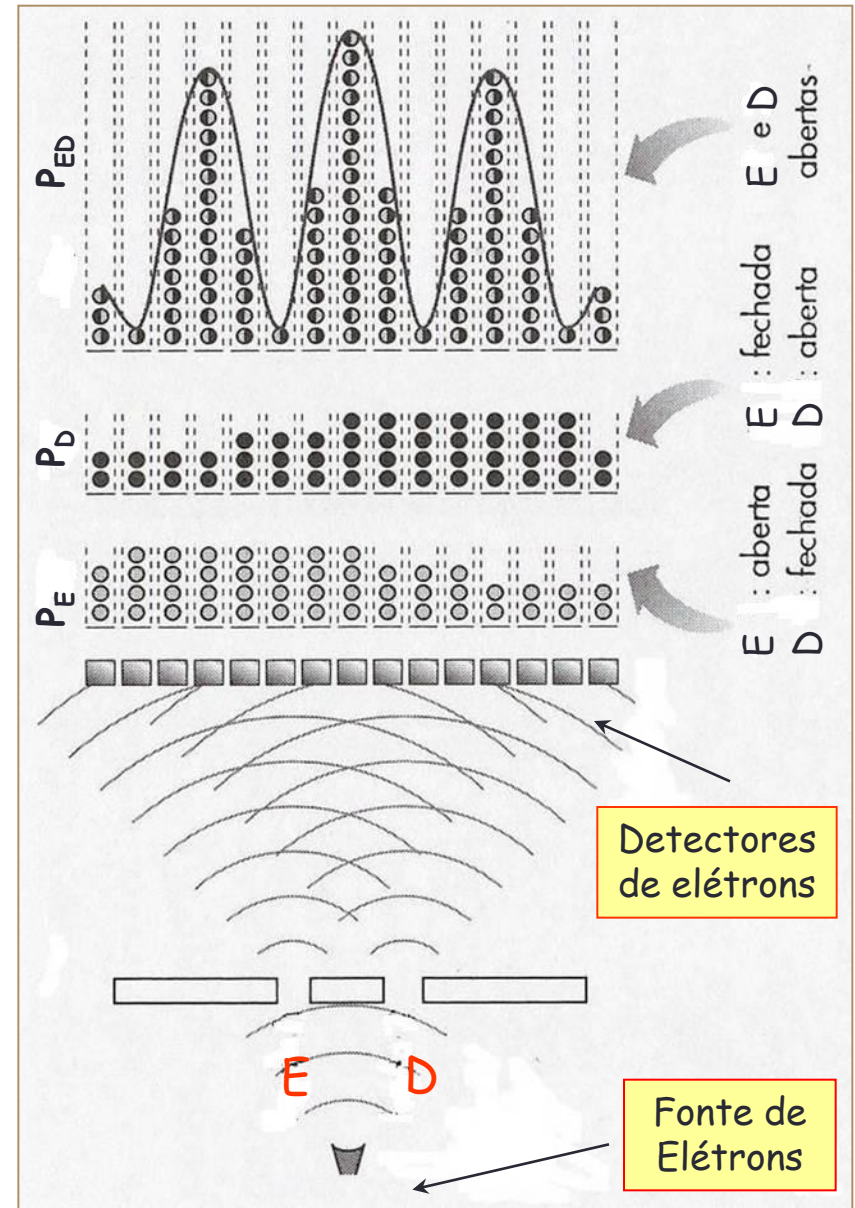 P_ED
E e D
abertas
P_D
E : fechada
D : aberta
P_E
E : aberta
D : fechada
Detectores
de elétrons
E
D
Fonte de
Elétrons